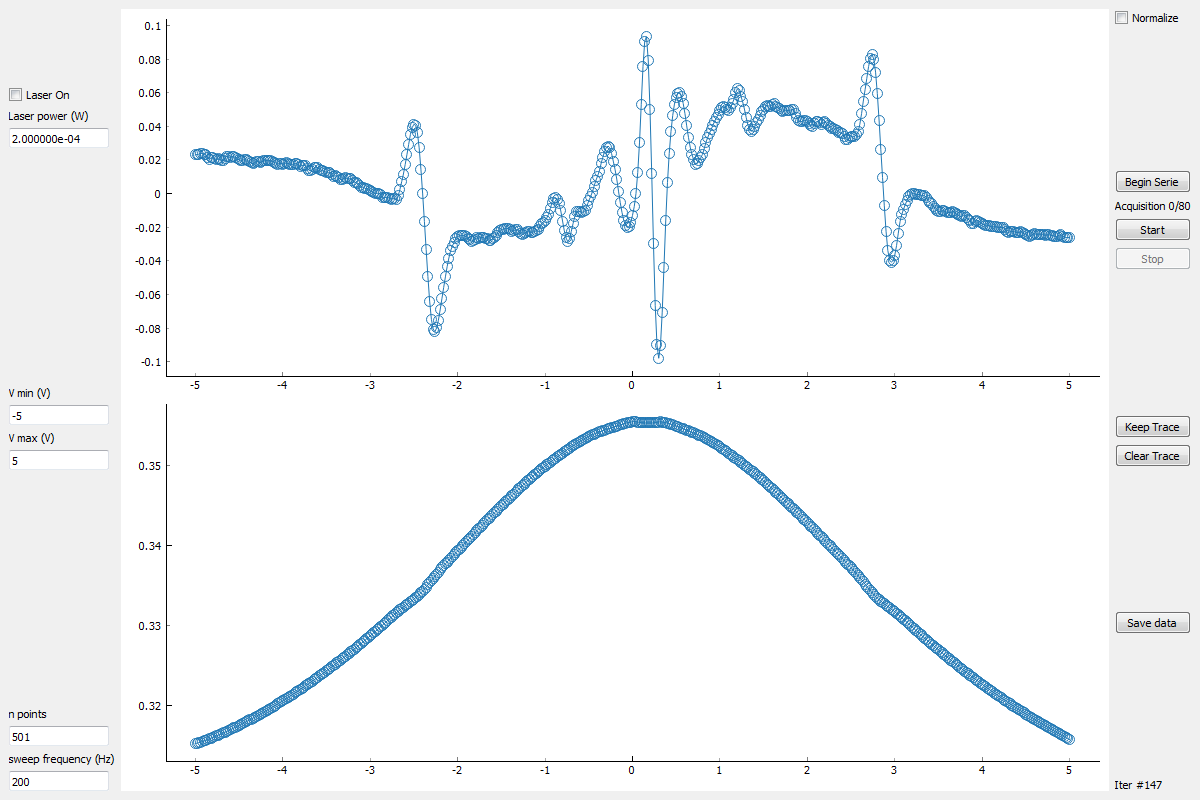 Normalize
Laser On
Laser power (W)
2.000000e-04
0.1
0.08
0.06
0.04
0.02
0
-0.02
-0.04
-0.06
-0.08
-0.1
-5 -4 -3 -2 -1 0 1 2 3 4 5
Begin Serie
Acquisition 0/80
Start
Stop
V min (V)
-5
V max (V)
5
0.35
0.34
0.33
0.32
-5 -4 -3 -2 -1 0 1 2 3 4 5
Keep Trace
Clear Trace
Save data
n points
501
sweep frequency (Hz)
200
Iter #147